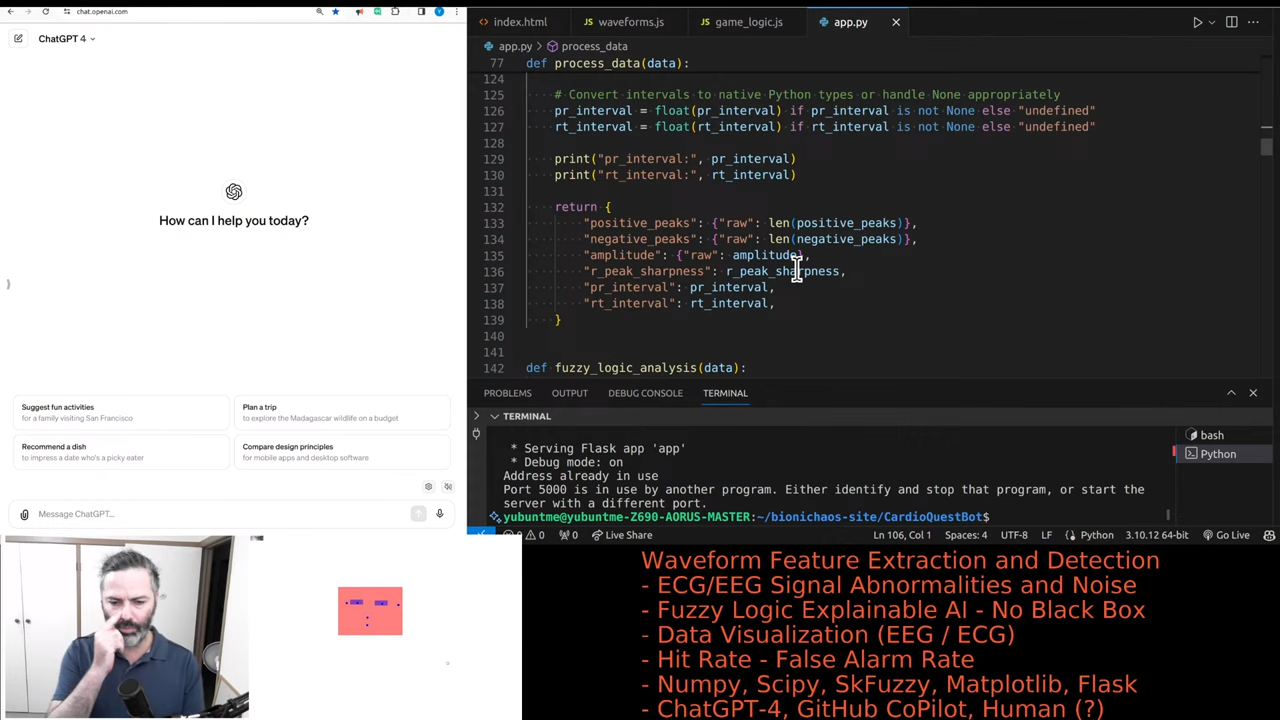 chat.openai.com
ChatGPT 4
How can I help you today?
Suggest fun activities
for a family visiting San Francisco
Plan a trip
to explore the Madagascar wildlife on a budget
Recommend a dish
to impress a date who's a picky eater
Compare design principles
for mobile apps and desktop software
Message ChatGPT...
index.html
waveforms.js
game_logic.js
app.py
app.py > process_data
77 def process_data(data):
124
125 # Convert intervals to native Python types or handle None appropriately
126 pr_interval = float(pr_interval) if pr_interval is not None else "undefined"
127 rt_interval = float(rt_interval) if rt_interval is not None else "undefined"
128
129 print("pr_interval:", pr_interval)
130 print("rt_interval:", rt_interval)
131
132 return {
133 "positive_peaks": {"raw": len(positive_peaks)},
134 "negative_peaks": {"raw": len(negative_peaks)},
135 "amplitude": {"raw": amplitude},
136 "r_peak_sharpness": r_peak_sharpness,
137 "pr_interval": pr_interval,
138 "rt_interval": rt_interval,
139 }
140
141
142 def fuzzy_logic_analysis(data):
PROBLEMS OUTPUT DEBUG CONSOLE TERMINAL
TERMINAL
* Serving Flask app 'app'
* Debug mode: on
Address already in use
Port 5000 is in use by another program. Either identify and stop that program, or start the
server with a different port.
yubuntme@yubuntme-Z690-AORUS-MASTER:~/bionichaos-site/CardioQuestBot$
bash
Python
0 0 Live Share Ln 106, Col 1 Spaces: 4 UTF-8 LF Python 3.10.12 64-bit Go Live
Waveform Feature Extraction and Detection
- ECG/EEG Signal Abnormalities and Noise
- Fuzzy Logic Explainable AI - No Black Box
- Data Visualization (EEG / ECG)
- Hit Rate - False Alarm Rate
- Numpy, Scipy, SkFuzzy, Matplotlib, Flask
- ChatGPT-4, GitHub CoPilot, Human (?)